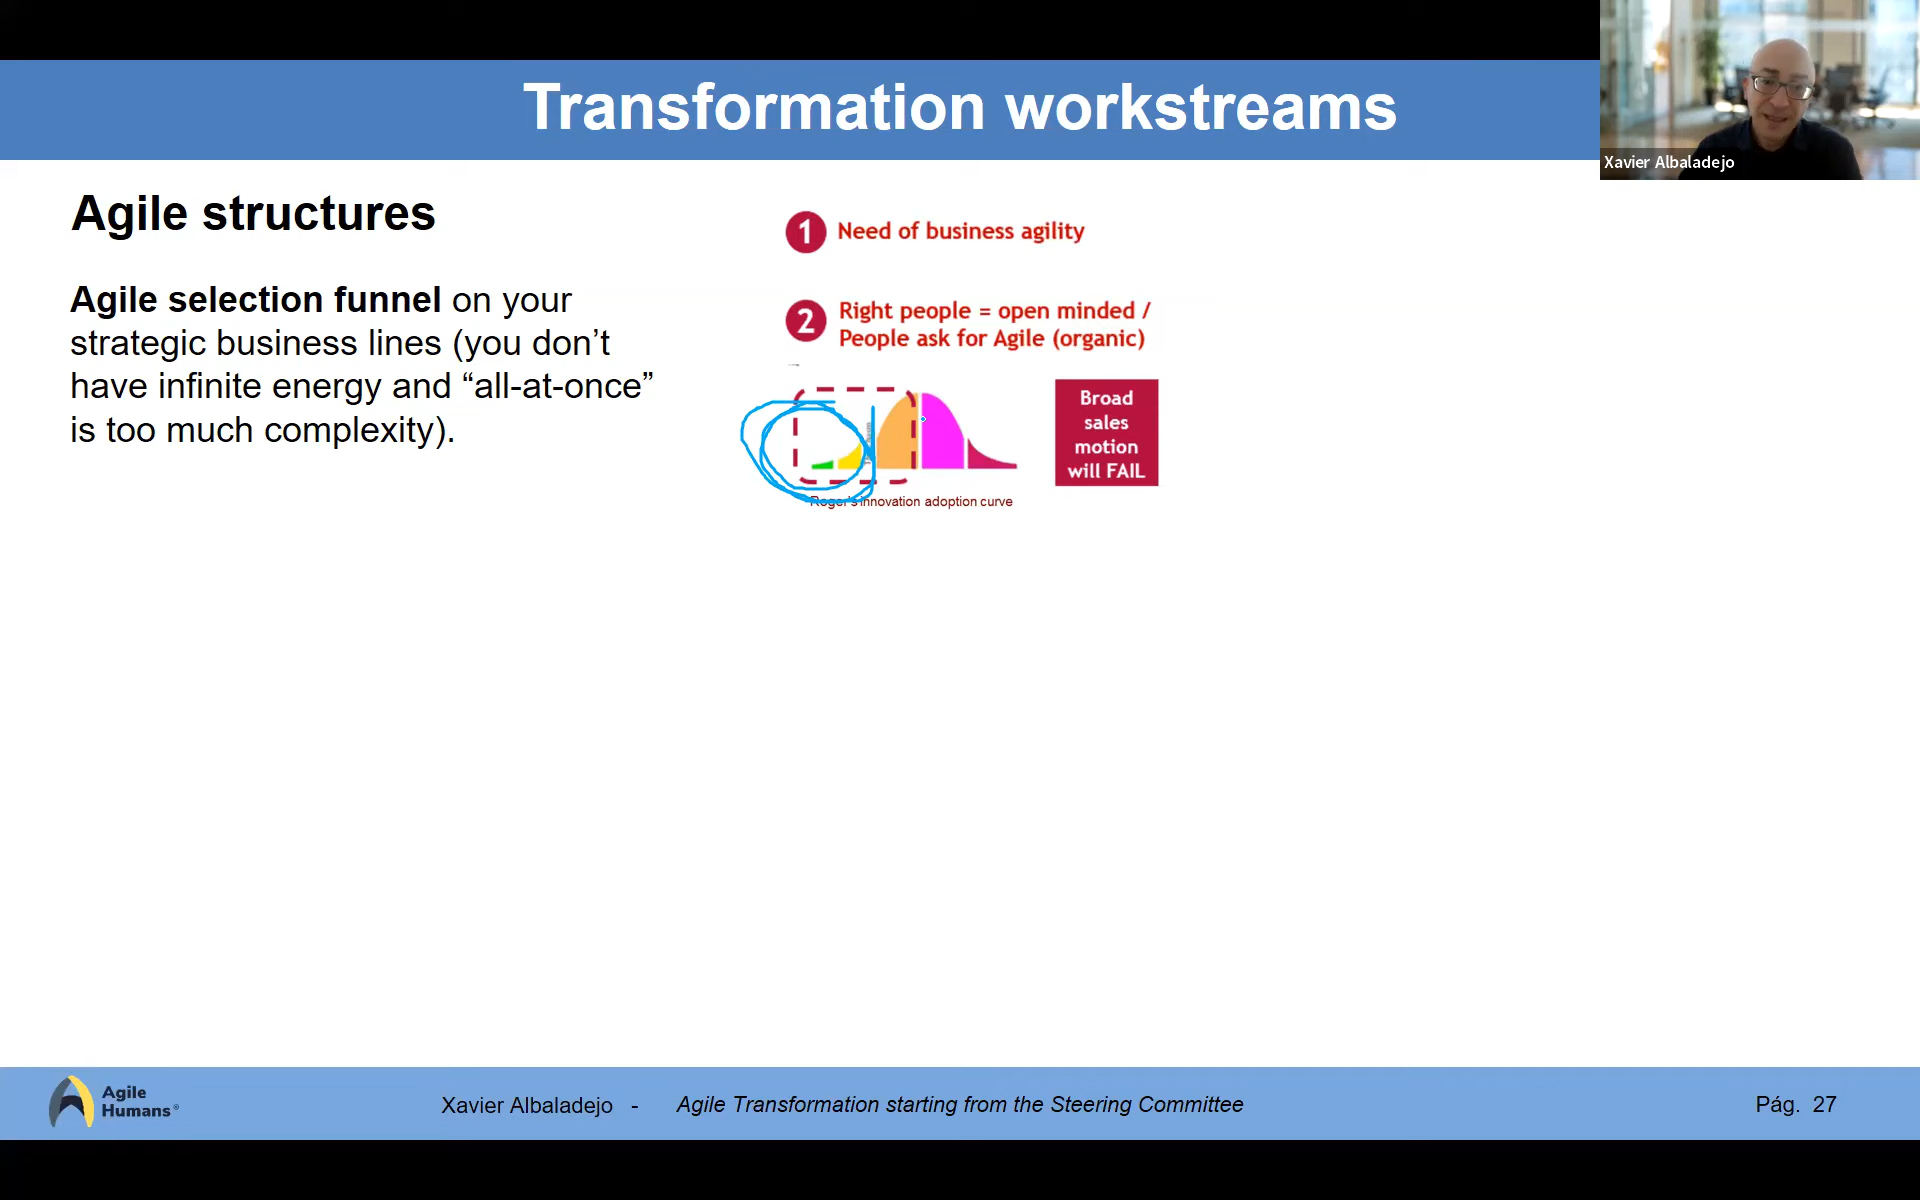 Transformation workstreams
Xavier Albaladejo
Agile structures
Agile selection funnel on your
strategic business lines (you don’t
have infinite energy and “all-at-once”
is too much complexity).
1 Need of business agility
2 Right people = open minded /
People ask for Agile (organic)
Broad
sales
motion
will FAIL
Roger's innovation adoption curve
Agile
Humans®
Xavier Albaladejo - Agile Transformation starting from the Steering Committee
Pág. 27